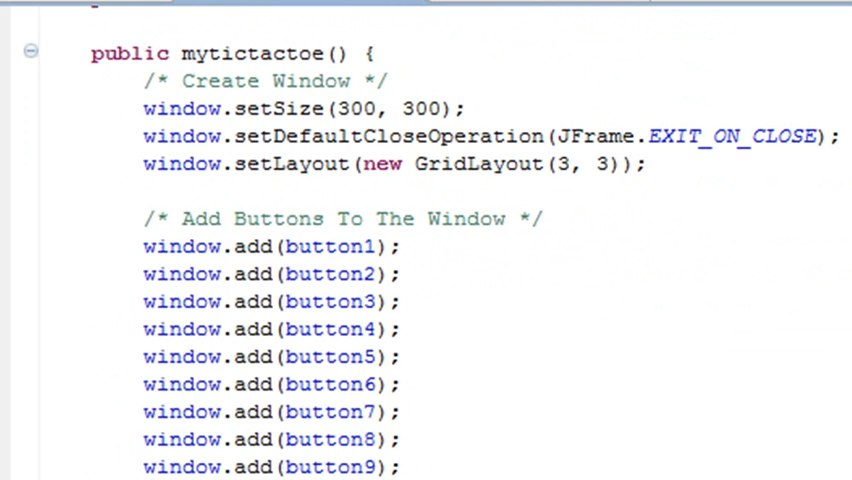 public mytictactoe() {
/* Create Window */
window.setSize(300, 300);
window.setDefaultCloseOperation(JFrame.EXIT_ON_CLOSE);
window.setLayout(new GridLayout(3, 3));
/* Add Buttons To The Window */
window.add(button1);
window.add(button2);
window.add(button3);
window.add(button4);
window.add(button5);
window.add(button6);
window.add(button7);
window.add(button8);
window.add(button9);